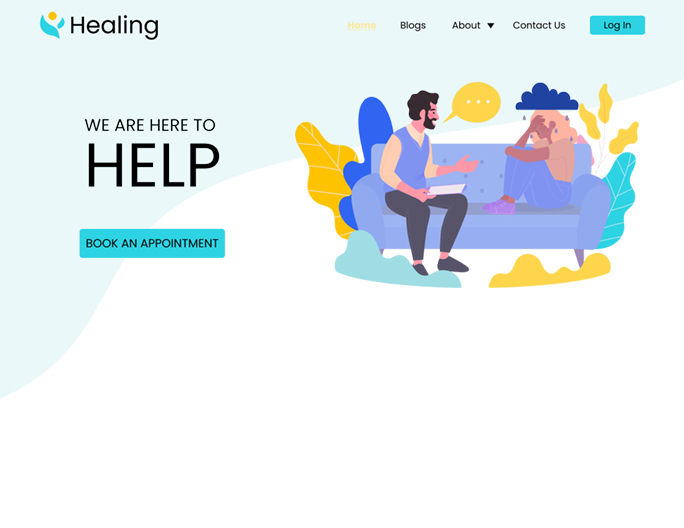 Healing
Home
Blogs
About
Contact Us
Log In
WE ARE HERE TO
HELP
BOOK AN APPOINTMENT